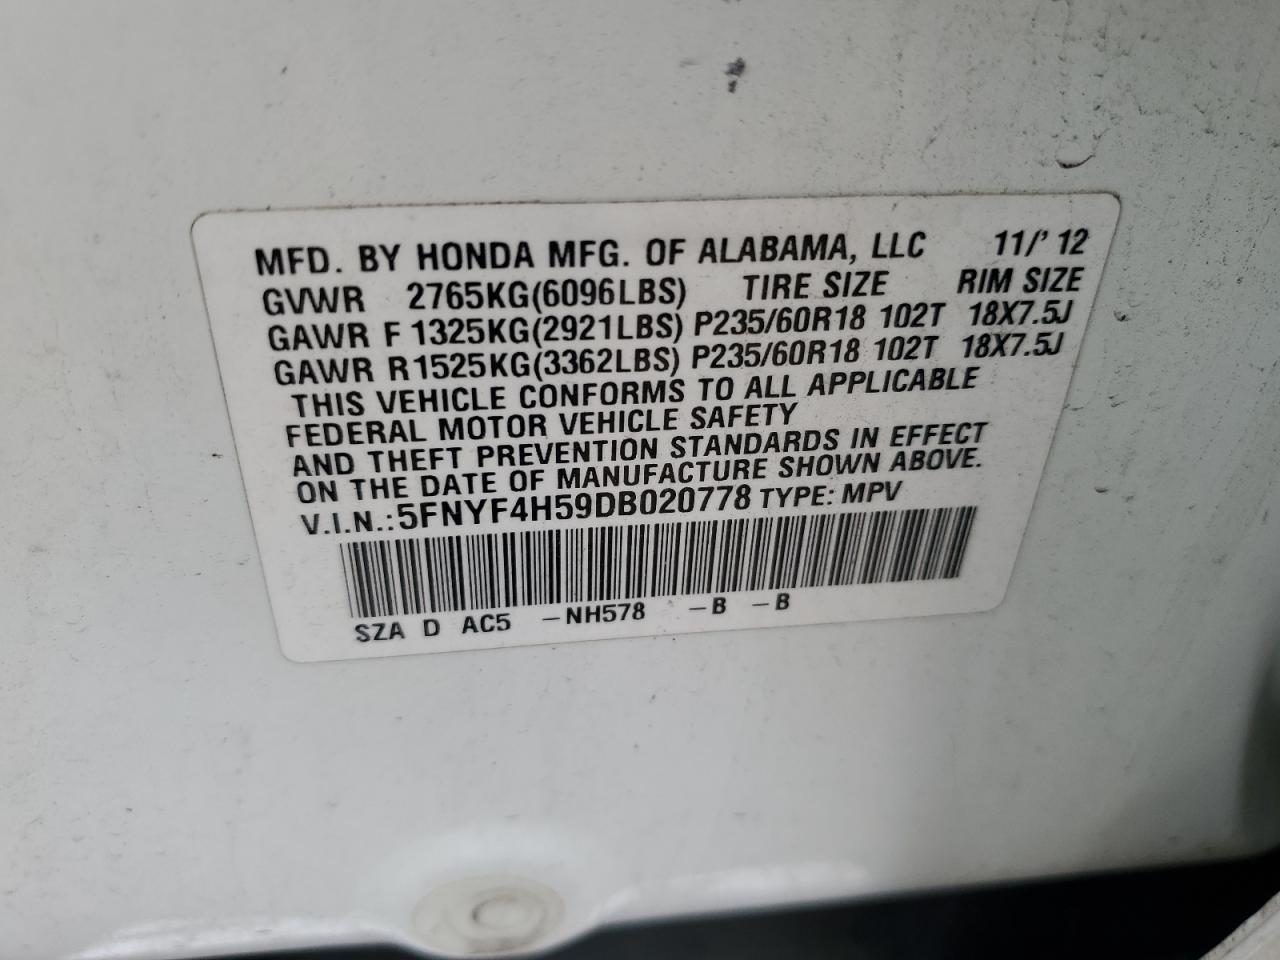 MFD. BY HONDA MFG. OF ALABAMA, LLC 11/' 12
GVWR 2765KG(6096LBS) TIRE SIZE RIM SIZE
GAWR F 1325KG(2921LBS) P235/60R18 102T 18X7.5J
GAWR R1525KG(3362LBS) P235/60R18 102T 18X7.5J
THIS VEHICLE CONFORMS TO ALL APPLICABLE
FEDERAL MOTOR VEHICLE SAFETY
AND THEFT PREVENTION STANDARDS IN EFFECT
ON THE DATE OF MANUFACTURE SHOWN ABOVE.
V.I.N.:5FNYF4H59DB020778 TYPE: MPV
SZA D AC5 -NH578 -B -B